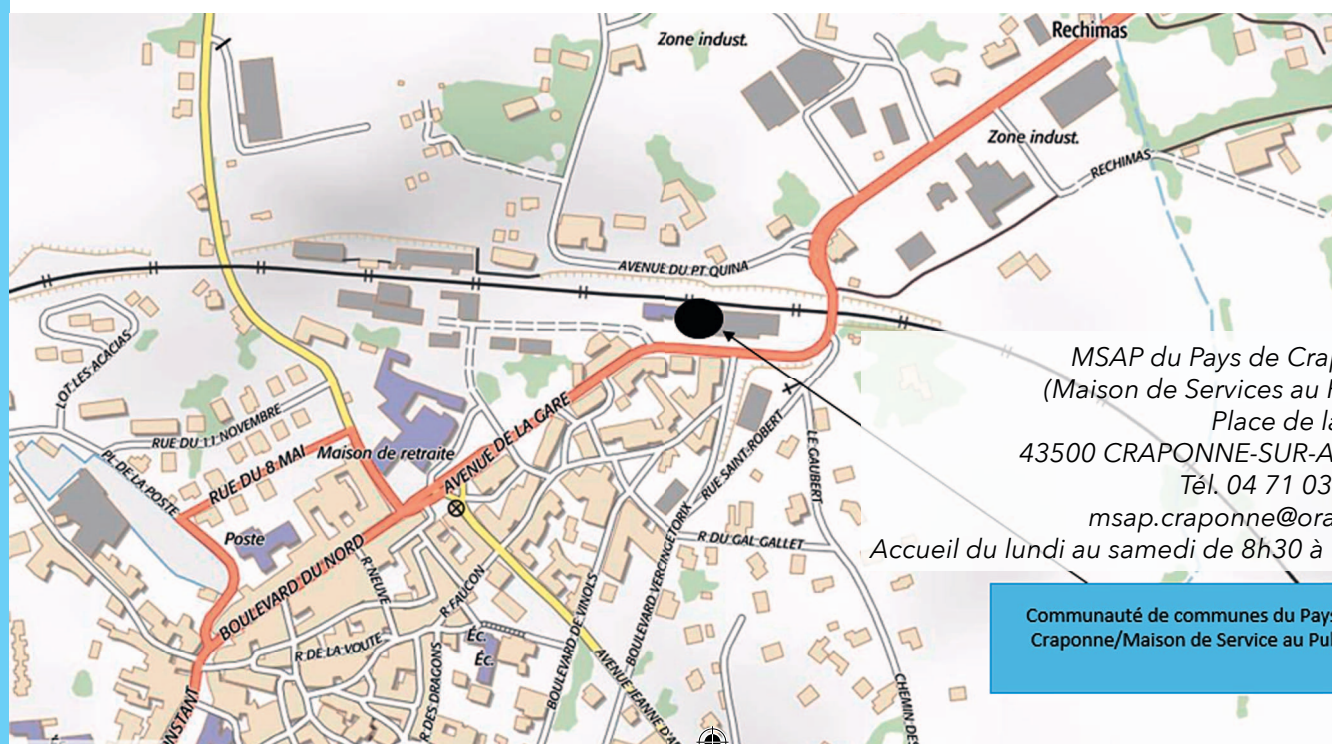 Rechimas
Zone indust.
Zone indust.
RECHIMAS
AVENUE DU PT QUINA
LOT LES ACACIAS
RUE DU 11 NOVEMBRE
PL DE LA POSTE
RUE DU 8 MAI
Maison de retraite
AVENUE DE LA GARE
RUE SAINT-ROBERT
LE GAUBERT
Poste
BOULEVARD DU NORD
R NEUVE
R FAUCON
R DU GAL GALLET
BOULEVARD VERCINGETORIX
BOULEVARD DE VINOLS
R DE LA VOUTE
Éc.
Éc.
R DES DRAGONS
AVENUE JEANNE D'A
CHEMIN DES
ONSTANT
MSAP du Pays de Crap
(Maison de Services au
Place de la
43500 CRAPONNE-SUR-A
Tél. 04 71 03
msap.craponne@ora
Accueil du lundi au samedi de 8h30 à
Communauté de communes du Pays
Craponne/Maison de Service au Pu